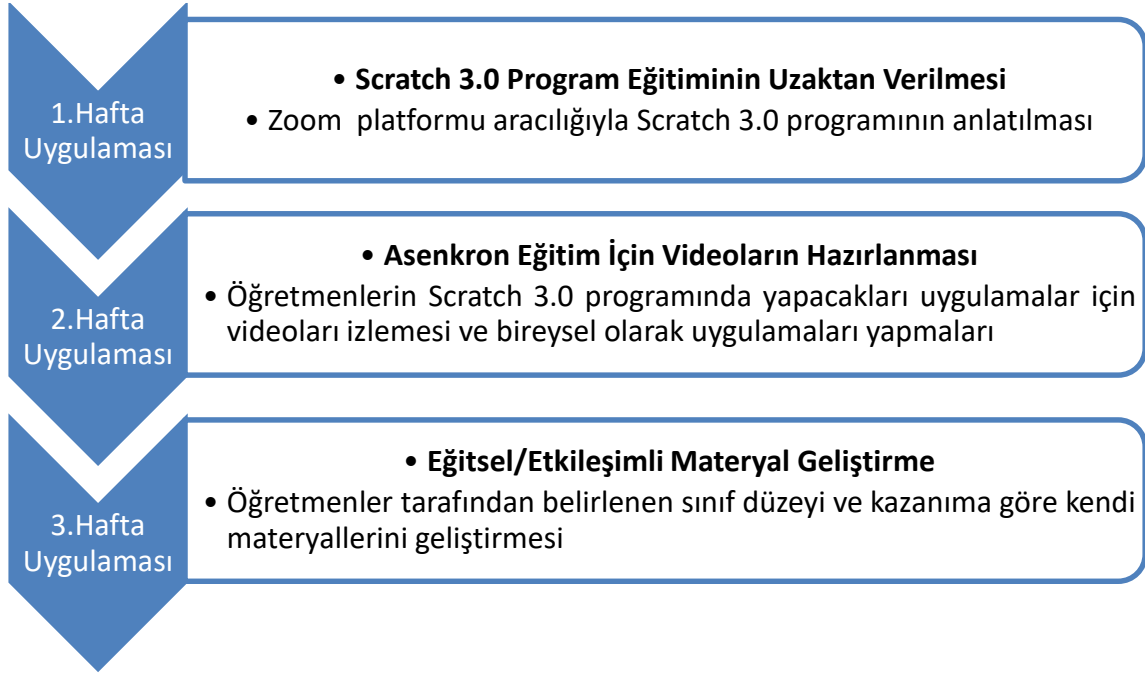 1.Hafta
Uygulaması
• Scratch 3.0 Program Eğitiminin Uzaktan Verilmesi
• Zoom platformu aracılığıyla Scratch 3.0 programının anlatılması
2.Hafta
Uygulaması
• Asenkron Eğitim İçin Videoların Hazırlanması
• Öğretmenlerin Scratch 3.0 programında yapacakları uygulamalar için
videoları izlemesi ve bireysel olarak uygulamaları yapmaları
3.Hafta
Uygulaması
• Eğitsel/Etkileşimli Materyal Geliştirme
• Öğretmenler tarafından belirlenen sınıf düzeyi ve kazanıma göre kendi
materyallerini geliştirmesi